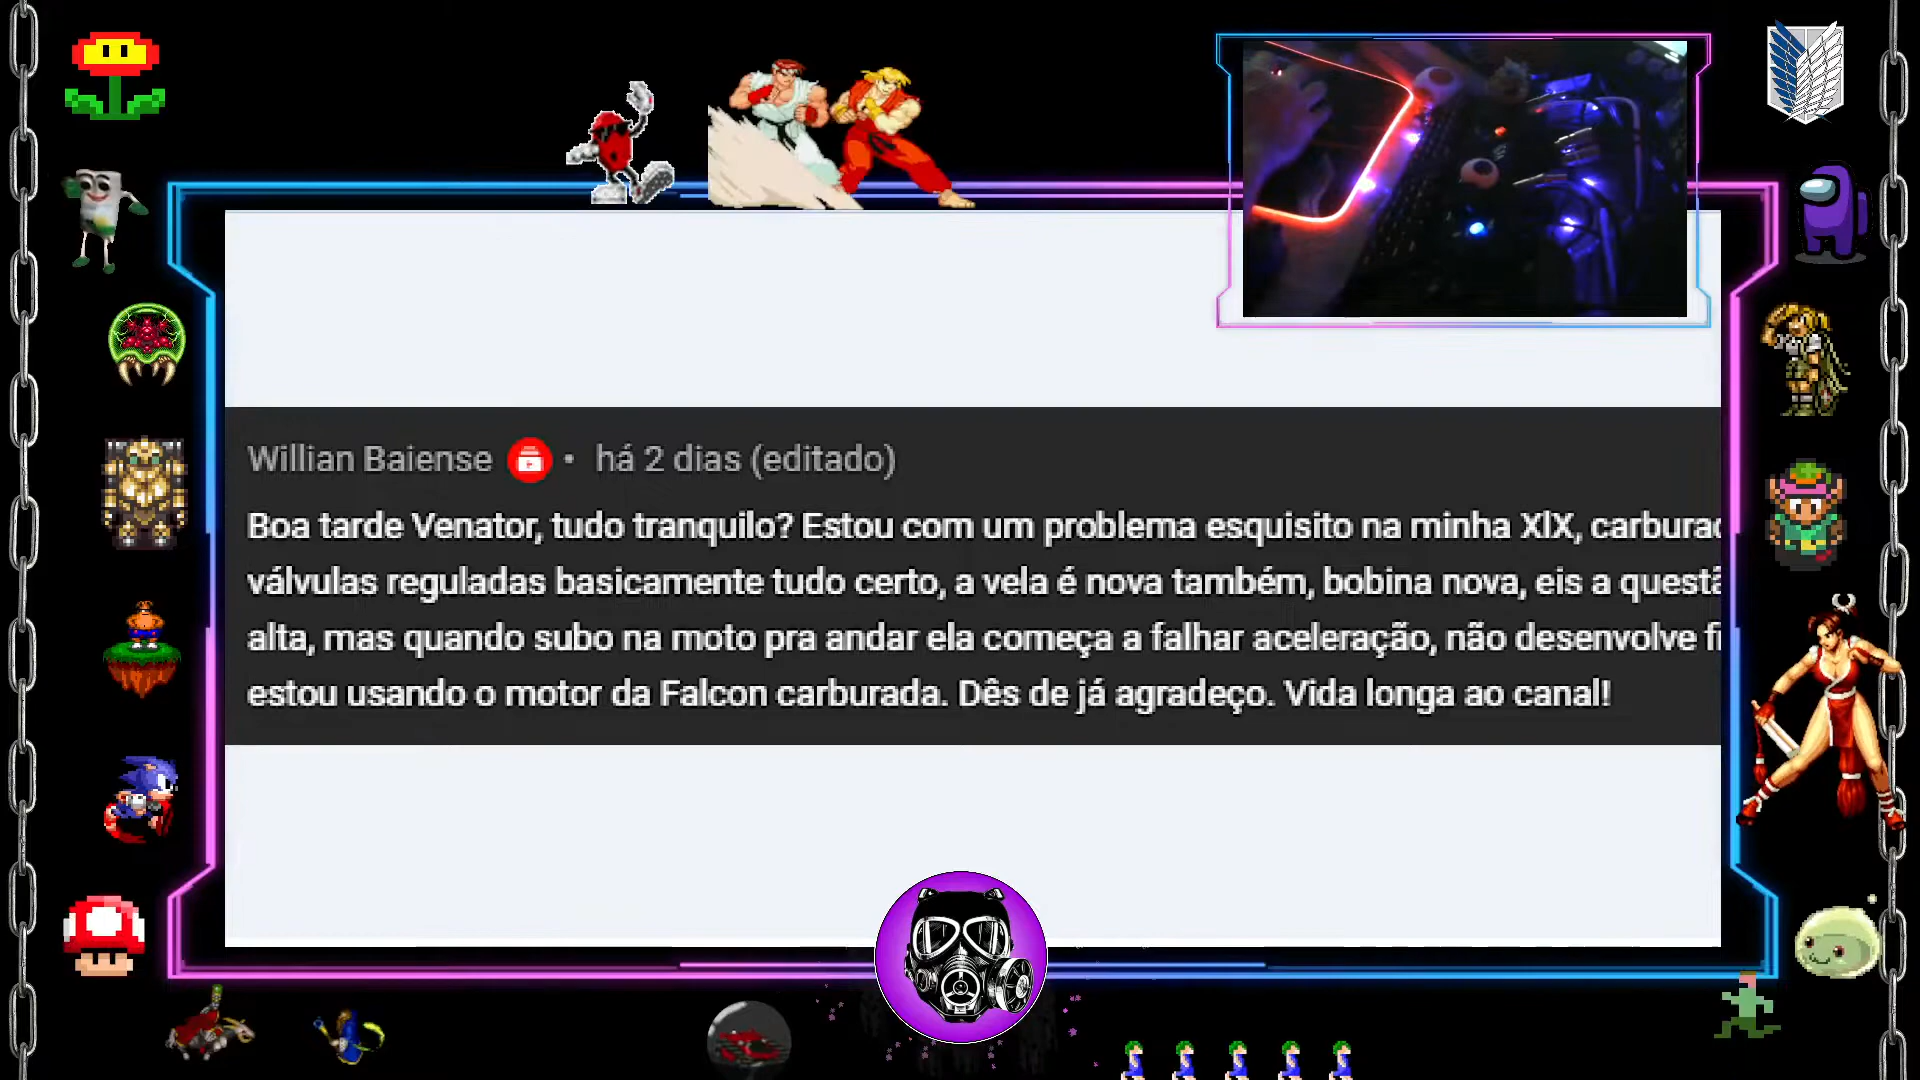 Willian Baiense • há 2 dias (editado)
Boa tarde Venator, tudo tranquilo? Estou com um problema esquisito na minha XlX,
válvulas reguladas basicamente tudo certo, a vela é nova também, bobina nova, eis a
alta, mas quando subo na moto pra andar ela começa a falhar aceleração, não desenvolve
estou usando o motor da Falcon carburada. Dês de já agradeço. Vida longa ao canal!